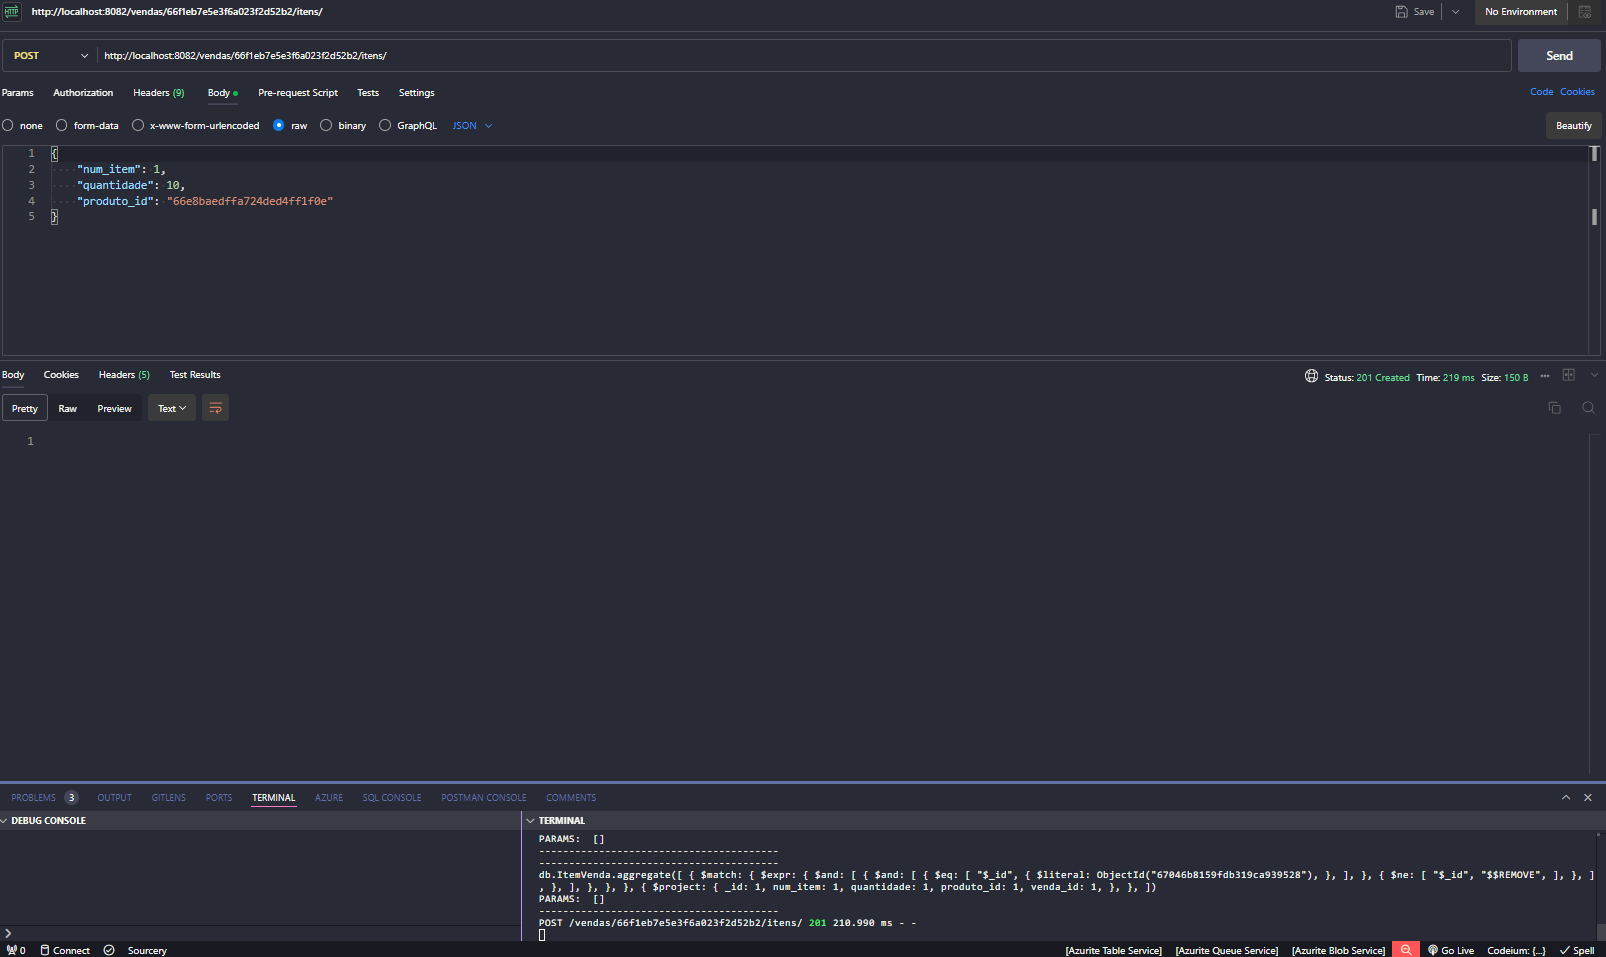 HTTP http://localhost:8082/vendas/66f1eb7e5e3f6a023f2d52b2/itens/ Save No Environment
POST http://localhost:8082/vendas/66f1eb7e5e3f6a023f2d52b2/itens/ Send
Params Authorization Headers (9) Body Pre-request Script Tests Settings Code Cookies
none form-data x-www-form-urlencoded raw binary GraphQL JSON Beautify
1 {
2 "num_item": 1,
3 "quantidade": 10,
4 "produto_id": "66e8baedffa724ded4ff1f0e"
5 }
Body Cookies Headers (5) Test Results Status: 201 Created Time: 219 ms Size: 150 B
Pretty Raw Preview Text
1
PROBLEMS 3 OUTPUT GITLENS PORTS TERMINAL AZURE SQL CONSOLE POSTMAN CONSOLE COMMENTS
DEBUG CONSOLE
TERMINAL
PARAMS: []
----------------------------------------
----------------------------------------
db.ItemVenda.aggregate([ { $match: { $expr: { $and: [ { $and: [ { $eq: [ "$_id", { $literal: ObjectId("67046b8159fdb319ca939528"), }, ], }, { $ne: [ "$_id", "$$REMOVE", ], }, ]
, }, ], }, }, }, { $project: { _id: 1, num_item: 1, quantidade: 1, produto_id: 1, venda_id: 1, }, }, ])
PARAMS: []
----------------------------------------
POST /vendas/66f1eb7e5e3f6a023f2d52b2/itens/ 201 210.990 ms - -
0 Connect Sourcery [Azurite Table Service] [Azurite Queue Service] [Azurite Blob Service] Go Live Codeium: {...} Spell